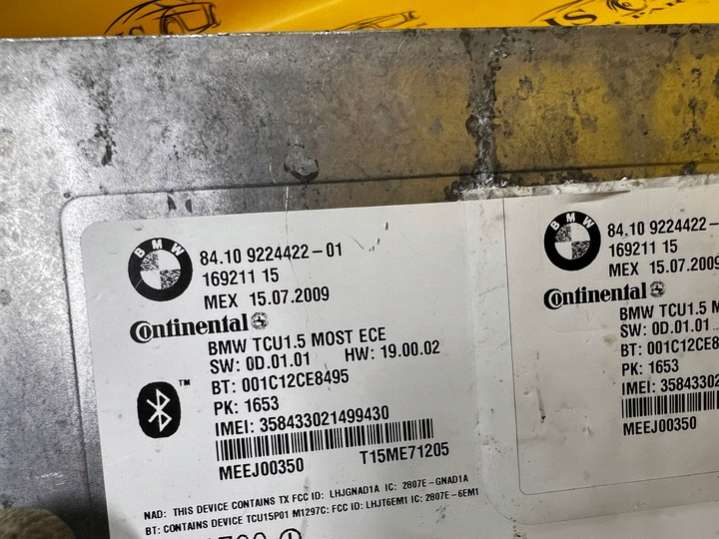 BMW
84.10 9224422-01
169211 15
MEX 15.07.2009
Continental
BMW TCU1.5 MOST ECE
SW: 0D.01.01 HW: 19.00.02
BT: 001C12CE8495
PK: 1653
IMEI: 358433021499430
MEEJ00350 T15ME71205
NAD: THIS DEVICE CONTAINS TX FCC ID: LHJGNAD1A IC: 2807E-GNAD1A
BT: CONTAINS DEVICE TCU15P01 M1297C: FCC ID: LHJT6EM1 IC: 2807E-6EM1
BMW
84.10 9224422-
169211 15
MEX 15.07.2009
Continental
BMW TCU1.5 M
SW: 0D.01.01
BT: 001C12CE8
PK: 1653
IMEI: 35843302
MEEJ00350